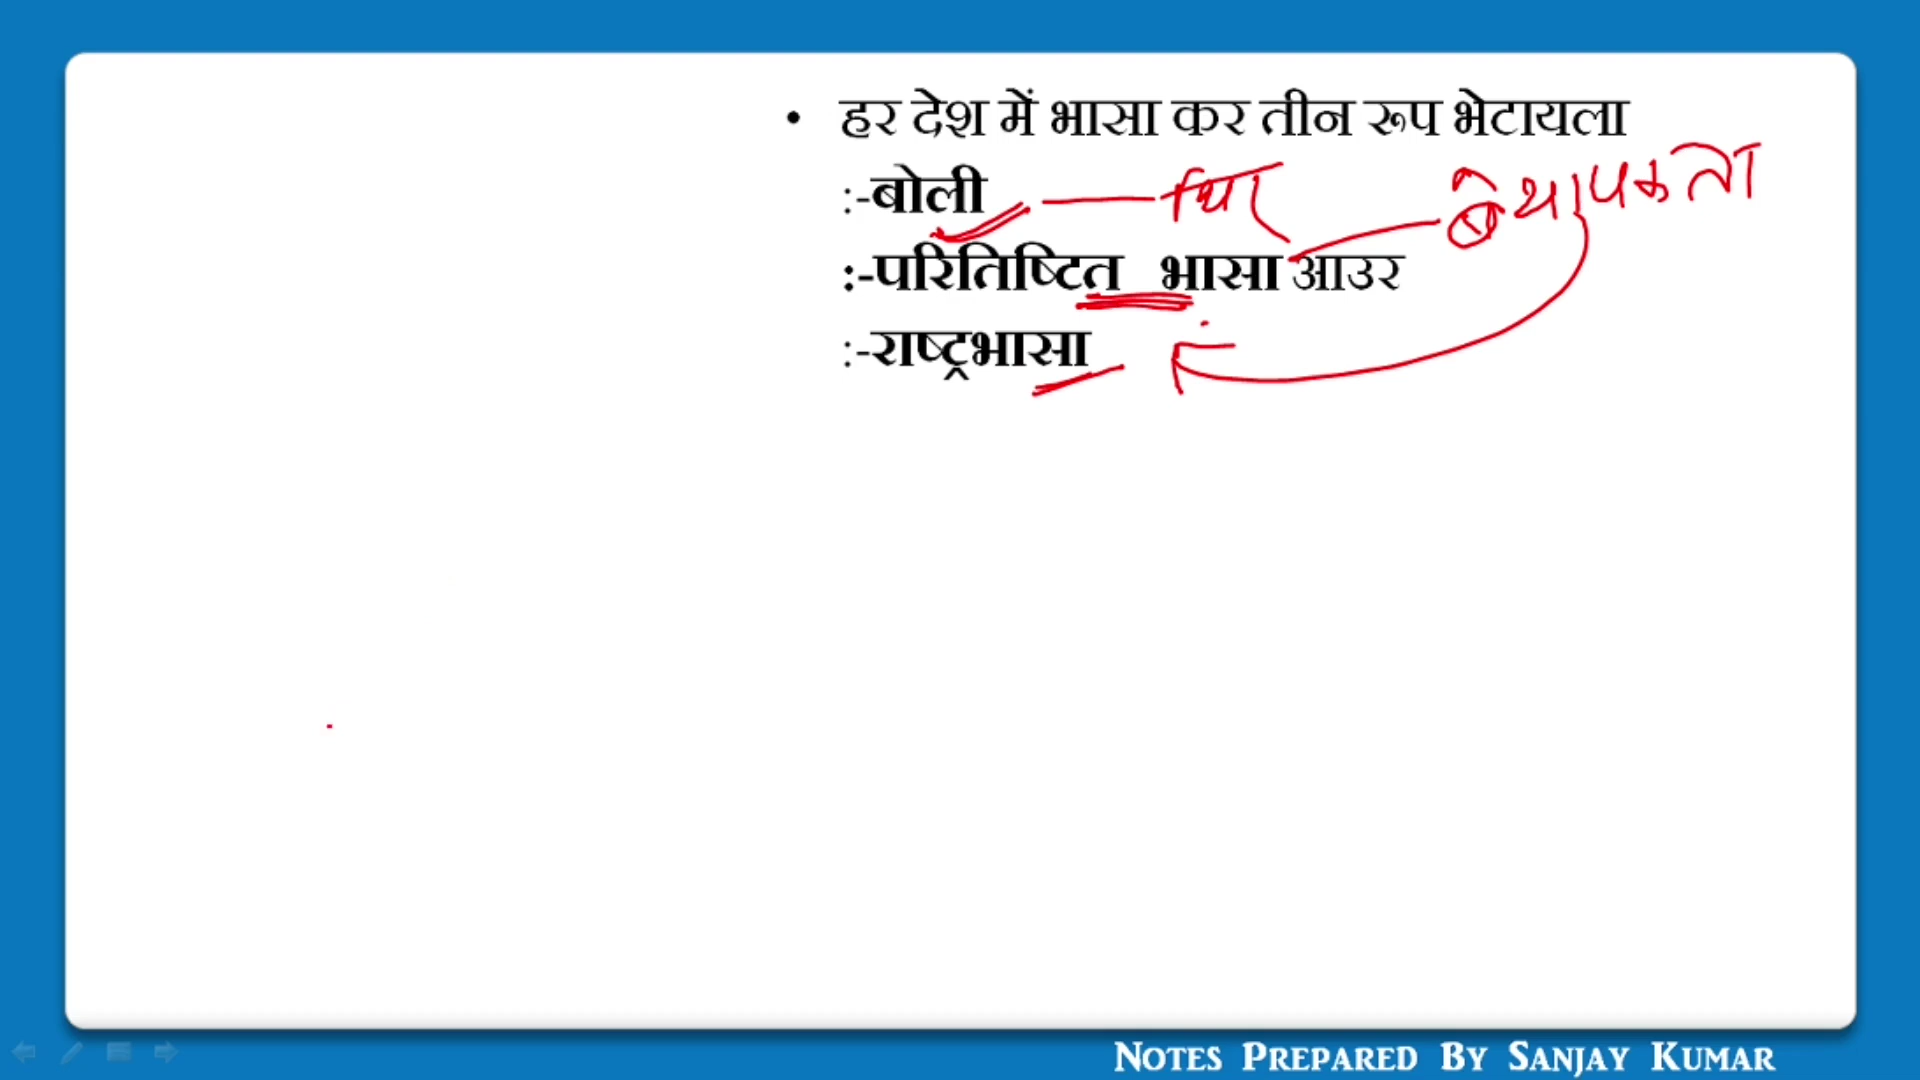 • हर देश में भासा कर तीन रूप भेटायला
:-बोली
:-परितिष्टित भासा आउर
:-राष्ट्रभासा
NOTES PREPARED BY SANJAY KUMAR